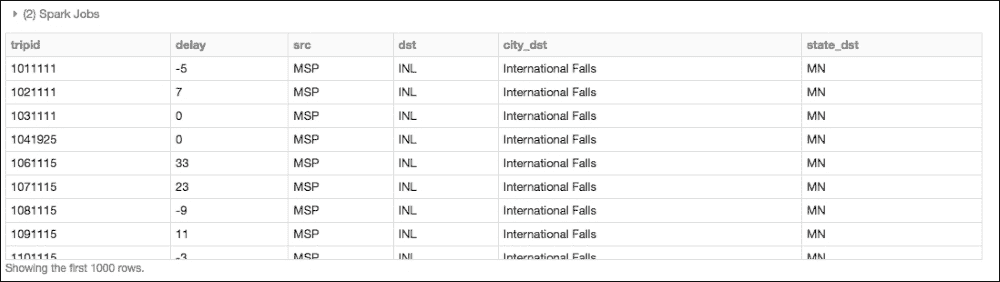 (2) Spark Jobs
tripid delay src dst city_dst state_dst
1011111 -5 MSP INL International Falls MN
1021111 7 MSP INL International Falls MN
1031111 0 MSP INL International Falls MN
1041925 0 MSP INL International Falls MN
1061115 33 MSP INL International Falls MN
1071115 23 MSP INL International Falls MN
1081115 -9 MSP INL International Falls MN
1091115 11 MSP INL International Falls MN
1101115 -3 MSP INL International Falls MN
Showing the first 1000 rows.